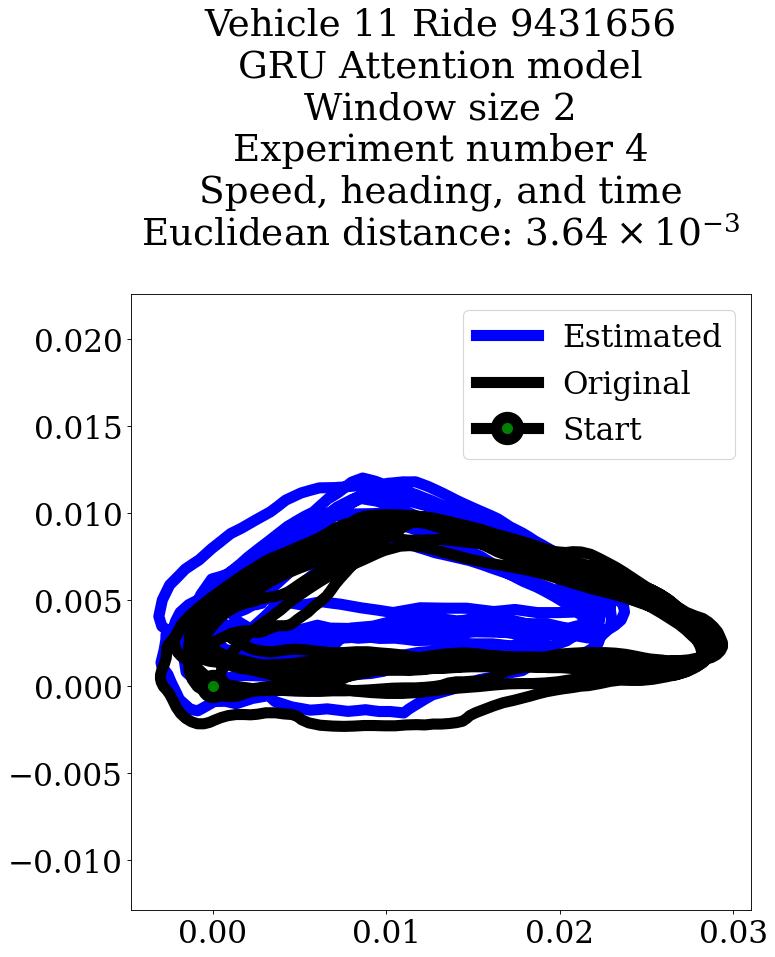 Vehicle 11 Ride 9431656
GRU Attention model
Window size 2
Experiment number 4
Speed, heading, and time
Euclidean distance: 3.64 × 10⁻³
Estimated
Original
Start
0.020
0.015
0.010
0.005
0.000
−0.005
−0.010
0.00 0.01 0.02 0.03